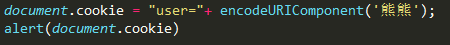 document.cookie = "user="+ encodeURIComponent('熊熊');
alert(document.cookie)